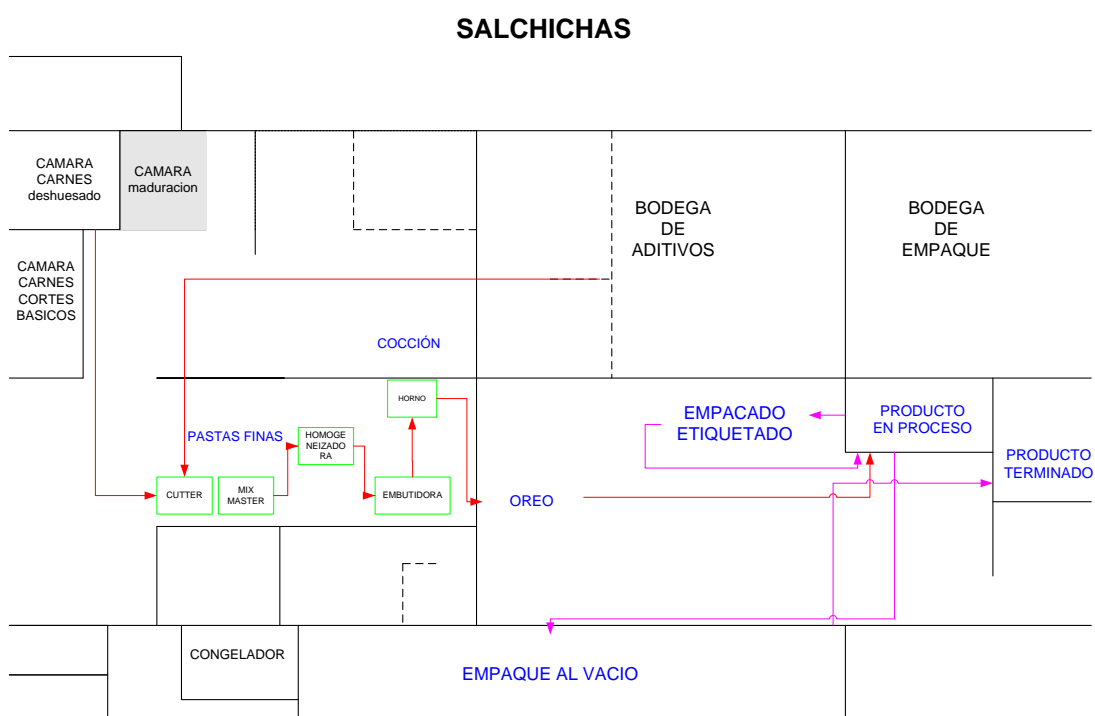 SALCHICHAS
CAMARA
CARNES
deshuesado
CAMARA
maduracion
BODEGA
DE
ADITIVOS
BODEGA
DE
EMPAQUE
CAMARA
CARNES
CORTES
BASICOS
COCCIÓN
HORNO
PASTAS FINAS
HOMOGE
NEIZADO
RA
CUTTER
MIX
MASTER
EMBUTIDORA
OREO
EMPACADO
ETIQUETADO
PRODUCTO
EN PROCESO
PRODUCTO
TERMINADO
CONGELADOR
EMPAQUE AL VACIO